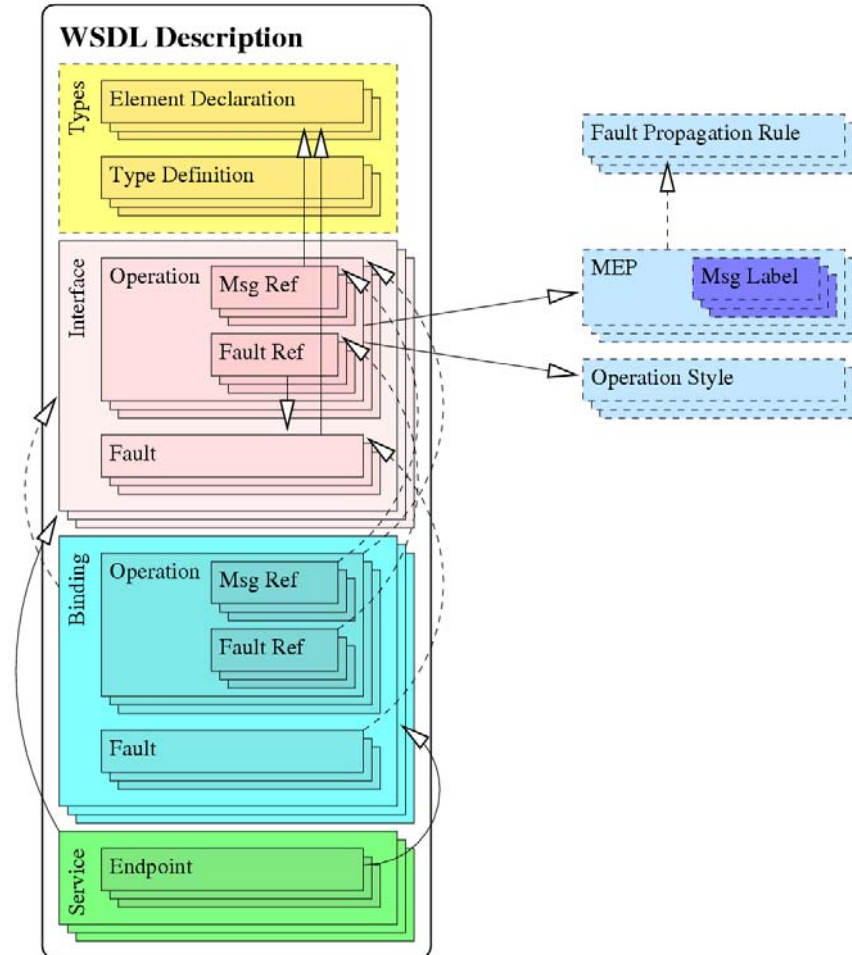 WSDL Description
Types
Element Declaration
Type Definition
Interface
Operation
Msg Ref
Fault Ref
Fault
Binding
Operation
Msg Ref
Fault Ref
Fault
Service
Endpoint
Fault Propagation Rule
MEP
Msg Label
Operation Style